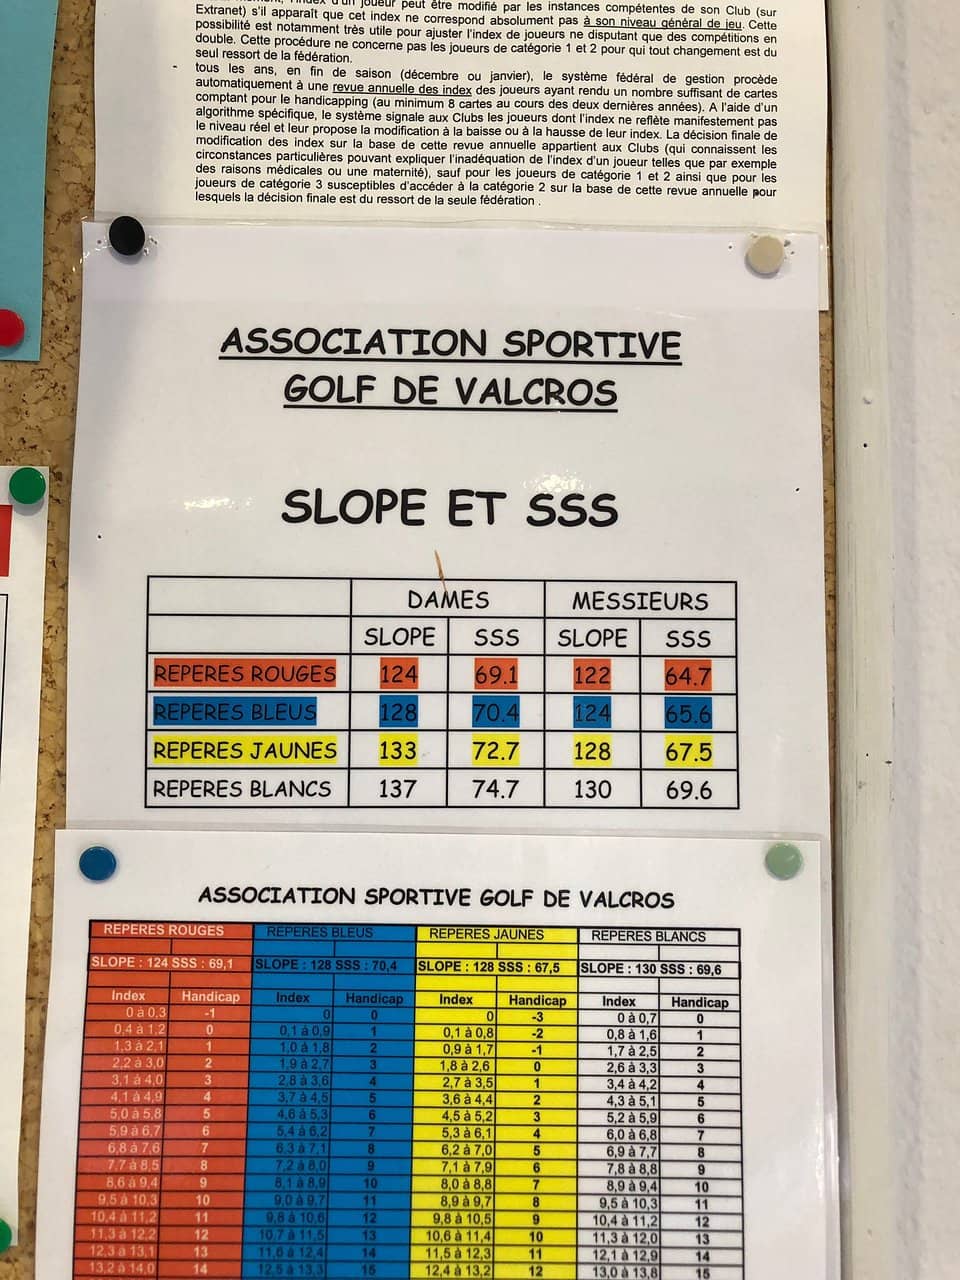 joueur peut être modifié par les instances compétentes de son Club (sur
Extranet) s'il apparaît que cet index ne correspond absolument pas à son niveau général de jeu. Cette
possibilité est notamment très utile pour ajuster l'index de joueurs ne disputant que des compétitions en
double. Cette procédure ne concerne pas les joueurs de catégorie 1 et 2 pour qui tout changement est du
seul ressort de la fédération.
- tous les ans, en fin de saison (décembre ou janvier), le système fédéral de gestion procède
automatiquement à une revue annuelle des index des joueurs ayant rendu un nombre suffisant de cartes
comptant pour le handicapping (au minimum 8 cartes au cours des deux dernières années). A l'aide d'un
algorithme spécifique, le système signale aux Clubs les joueurs dont l'index ne reflète manifestement pas
le niveau réel et leur propose la modification à la baisse ou à la hausse de leur index. La décision finale de
modification des index sur la base de cette revue annuelle appartient aux Clubs (qui connaissent les
circonstances particulières pouvant expliquer l'inadéquation de l'index d'un joueur telles que par exemple
des raisons médicales ou une maternité), sauf pour les joueurs de catégorie 1 et 2 ainsi que pour les
joueurs de catégorie 3 susceptibles d'accéder à la catégorie 2 sur la base de cette revue annuelle pour
lesquels la décision finale est du ressort de la seule fédération .
ASSOCIATION SPORTIVE
GOLF DE VALCROS
SLOPE ET SSS
DAMES MESSIEURS
SLOPE SSS SLOPE SSS
REPERES ROUGES 124 69.1 122 64.7
REPERES BLEUS 128 70.4 124 65.6
REPERES JAUNES 133 72.7 128 67.5
REPERES BLANCS 137 74.7 130 69.6
ASSOCIATION SPORTIVE GOLF DE VALCROS
REPERES ROUGES REPERES BLEUS REPERES JAUNES REPERES BLANCS
SLOPE : 124 SSS : 69,1 SLOPE : 128 SSS : 70,4 SLOPE : 128 SSS : 67,5 SLOPE : 130 SSS : 69,6
Index Handicap Index Handicap Index Handicap Index Handicap
0 à 0,3 -1 0 0 0 -3 0 à 0,7 0
0,4 à 1,2 0 0,1 à 0,9 1 0,1 à 0,8 -2 0,8 à 1,6 1
1,3 à 2,1 1 1,0 à 1,8 2 0,9 à 1,7 -1 1,7 à 2,5 2
2,2 à 3,0 2 1,9 à 2,7 3 1,8 à 2,6 0 2,6 à 3,3 3
3,1 à 4,0 3 2,8 à 3,6 4 2,7 à 3,5 1 3,4 à 4,2 4
4,1 à 4,9 4 3,7 à 4,5 5 3,6 à 4,4 2 4,3 à 5,1 5
5,0 à 5,8 5 4,6 à 5,3 6 4,5 à 5,2 3 5,2 à 5,9 6
5,9 à 6,7 6 5,4 à 6,2 7 5,3 à 6,1 4 6,0 à 6,8 7
6,8 à 7,6 7 6,3 à 7,1 8 6,2 à 7,0 5 6,9 à 7,7 8
7,7 à 8,5 8 7,2 à 8,0 9 7,1 à 7,9 6 7,8 à 8,8 9
8,6 à 9,4 9 8,1 à 8,9 10 8,0 à 8,8 7 8,9 à 9,4 10
9,5 à 10,3 10 9,0 à 9,7 11 8,9 à 9,7 8 9,5 à 10,3 11
10,4 à 11,2 11 9,8 à 10,6 12 9,8 à 10,5 9 10,4 à 11,2 12
11,3 à 12,2 12 10,7 à 11,5 13 10,6 à 11,4 10 11,3 à 12,0 13
12,3 à 13,1 13 11,6 à 12,4 14 11,5 à 12,3 11 12,1 à 12,9 14
13,2 à 14,0 14 12,5 à 13,3 15 12,4 à 13,2 12 13,0 à 13,8 15